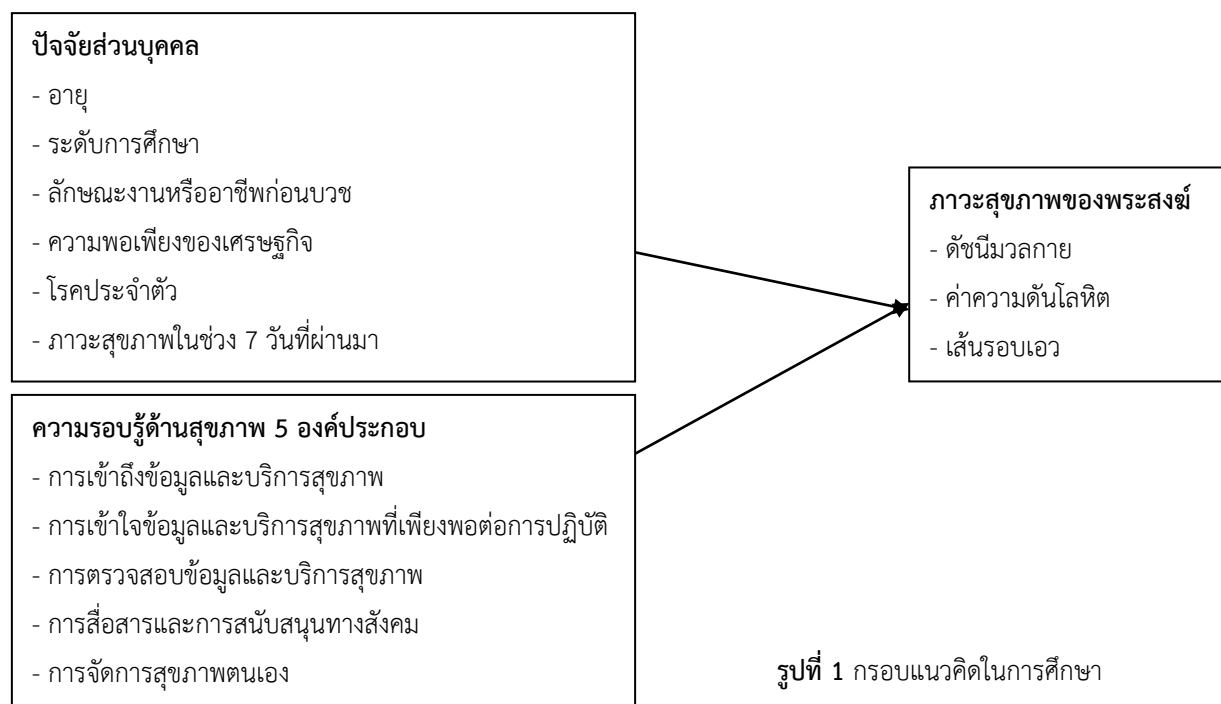 ปัจจัยส่วนบุคคล
- อายุ
- ระดับการศึกษา
- ลักษณะงานหรืออาชีพก่อนบวช
- ความพอเพียงของเศรษฐกิจ
- โรคประจำตัว
- ภาวะสุขภาพในช่วง 7 วันที่ผ่านมา
ความรอบรู้ด้านสุขภาพ 5 องค์ประกอบ
- การเข้าถึงข้อมูลและบริการสุขภาพ
- การเข้าใจข้อมูลและบริการสุขภาพที่เพียงพอต่อการปฏิบัติ
- การตรวจสอบข้อมูลและบริการสุขภาพ
- การสื่อสารและการสนับสนุนทางสังคม
- การจัดการสุขภาพตนเอง
ภาวะสุขภาพของพระสงฆ์
- ดัชนีมวลกาย
- ค่าความดันโลหิต
- เส้นรอบเอว
รูปที่ 1 กรอบแนวคิดในการศึกษา